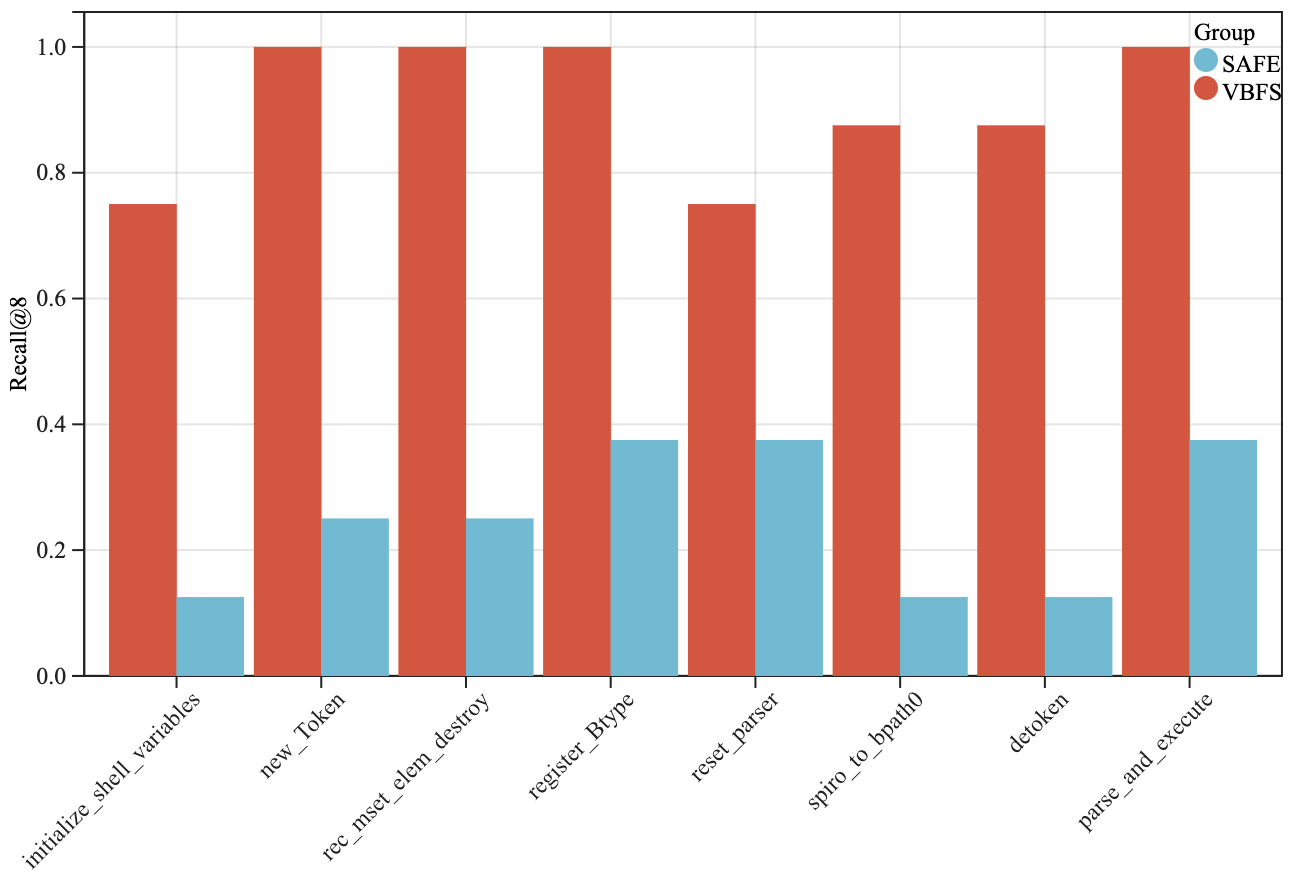 Group
SAFE
VBFS
Recall@8
1.0
0.8
0.6
0.4
0.2
0.0
initialize_shell_variables
new_Token
rec_mset_elem_destroy
register_Btype
reset_parser
spiro_to_bpath0
detoken
parse_and_execute